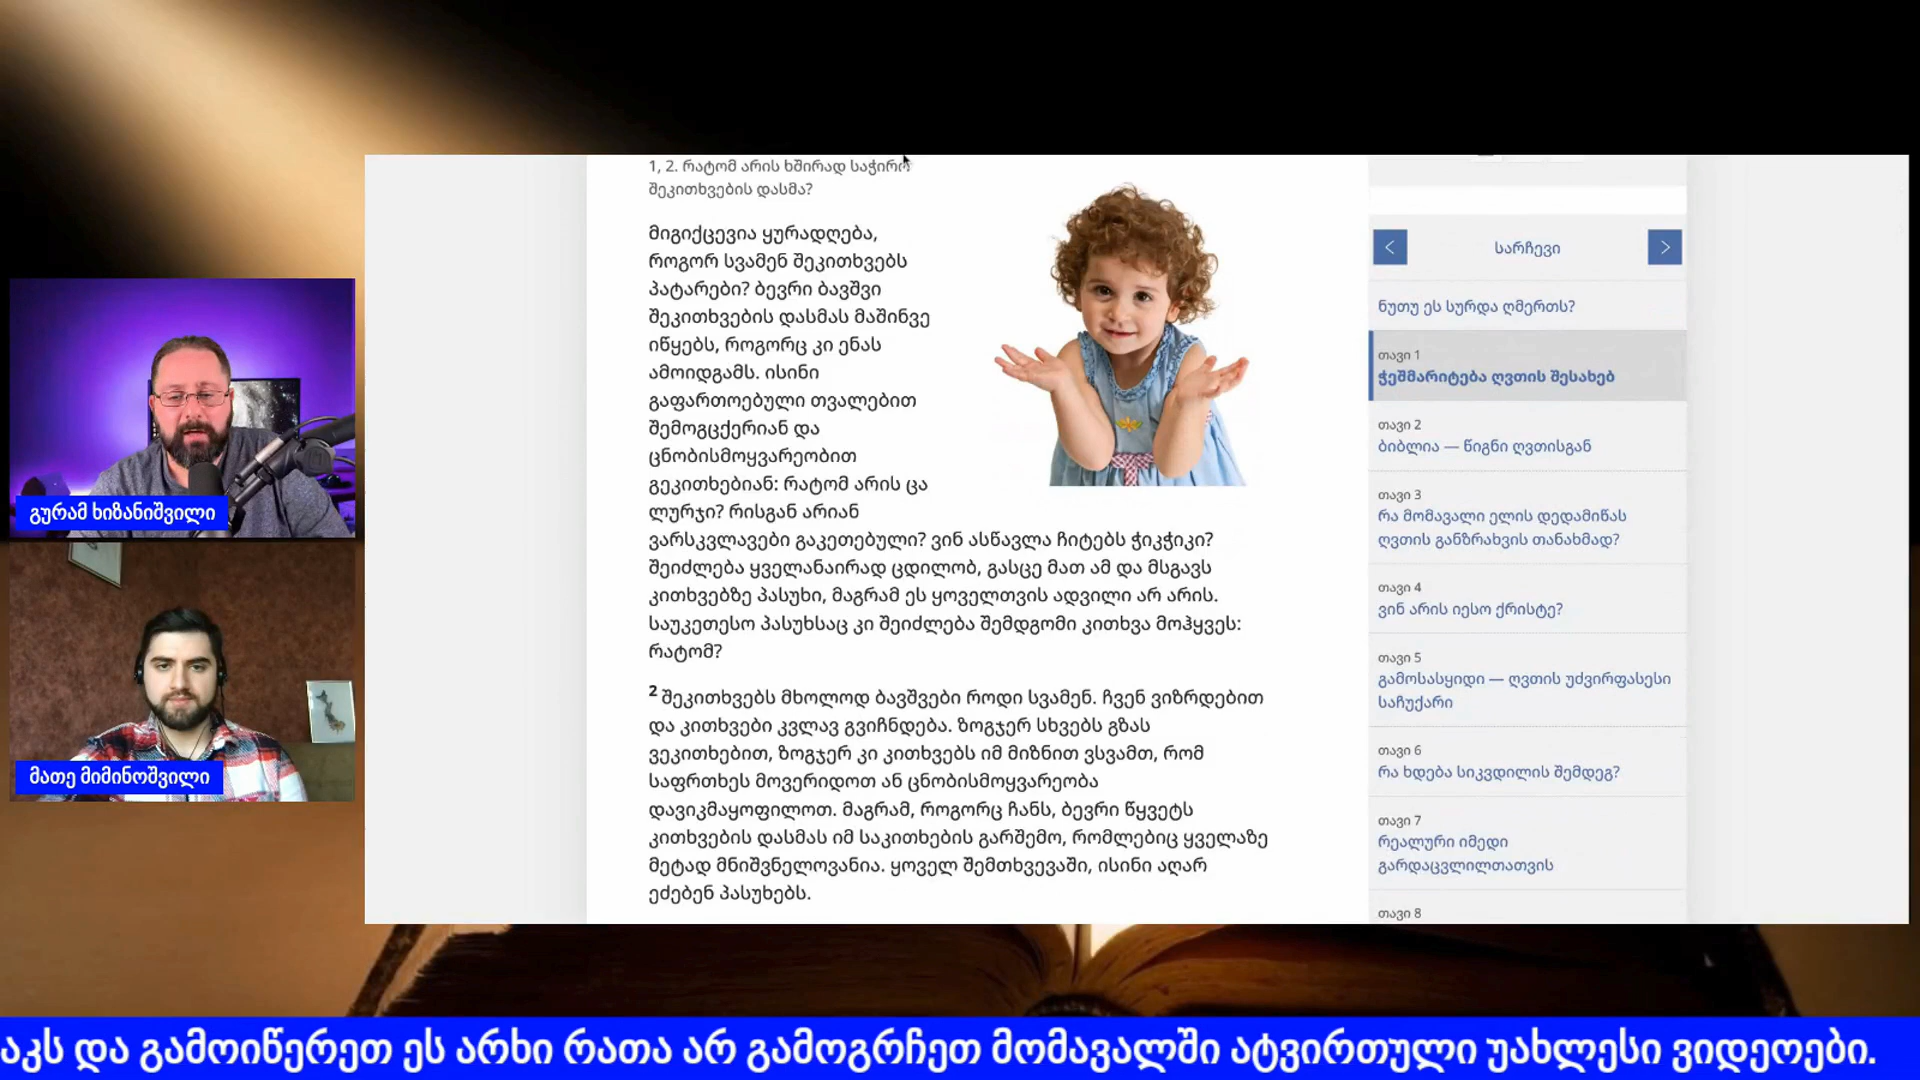 1, 2. რატომ არის ხშირად საჭირო
შეკითხვების დასმა?
მიგიქცევია ყურადღება,
როგორ სვამენ შეკითხვებს
პატარები? ბევრი ბავშვი
შეკითხვების დასმას მაშინვე
იწყებს, როგორც კი ენას
ამოიდგამს. ისინი
გაფართოებული თვალებით
შემოგცქერიან და
ცნობისმოყვარეობით
გეკითხებიან: რატომ არის ცა
ლურჯი? რისგან არიან
ვარსკვლავები გაკეთებული? ვინ ასწავლა ჩიტებს ჭიკჭიკი?
შეიძლება ყველანაირად ცდილობ, გასცე მათ ამ და მსგავს
კითხვებზე პასუხი, მაგრამ ეს ყოველთვის ადვილი არ არის.
საუკეთესო პასუხსაც კი შეიძლება შემდგომი კითხვა მოჰყვეს:
რატომ?
2 შეკითხვებს მხოლოდ ბავშვები როდი სვამენ. ჩვენ ვიზრდებით
და კითხვები კვლავ გვიჩნდება. ზოგჯერ სხვებს გზას
ვეკითხებით, ზოგჯერ კი კითხვებს იმ მიზნით ვსვამთ, რომ
საფრთხეს მოვერიდოთ ან ცნობისმოყვარეობა
დავიკმაყოფილოთ. მაგრამ, როგორც ჩანს, ბევრი წყვეტს
კითხვების დასმას იმ საკითხების გარშემო, რომლებიც ყველაზე
მეტად მნიშვნელოვანია. ყოველ შემთხვევაში, ისინი აღარ
ეძებენ პასუხებს.
სარჩევი
ნუთუ ეს სურდა ღმერთს?
თავი 1
ჭეშმარიტება ღვთის შესახებ
თავი 2
ბიბლია — წიგნი ღვთისგან
თავი 3
რა მომავალი ელის დედამიწას
ღვთის განზრახვის თანახმად?
თავი 4
ვინ არის იესო ქრისტე?
თავი 5
გამოსასყიდი — ღვთის უძვირფასესი
საჩუქარი
თავი 6
რა ხდება სიკვდილის შემდეგ?
თავი 7
რეალური იმედი
გარდაცვლილთათვის
თავი 8
გურამ ხიზანიშვილი
მათე მიმინოშვილი
აკს და გამოიწერეთ ეს არხი რათა არ გამოგრჩეთ მომავალში ატვირთული უახლესი ვიდეოები.